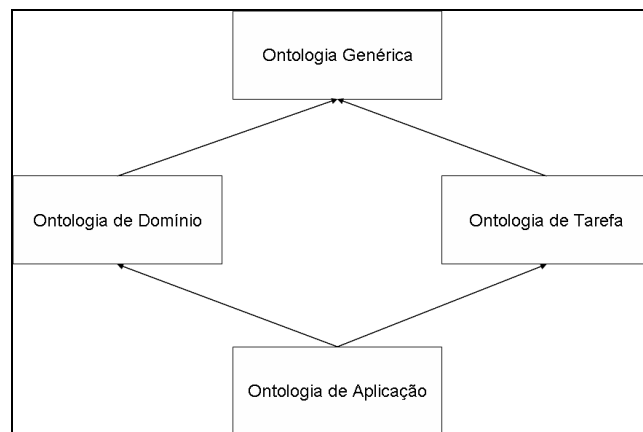 Ontologia Genérica
Ontologia de Domínio
Ontologia de Tarefa
Ontologia de Aplicação